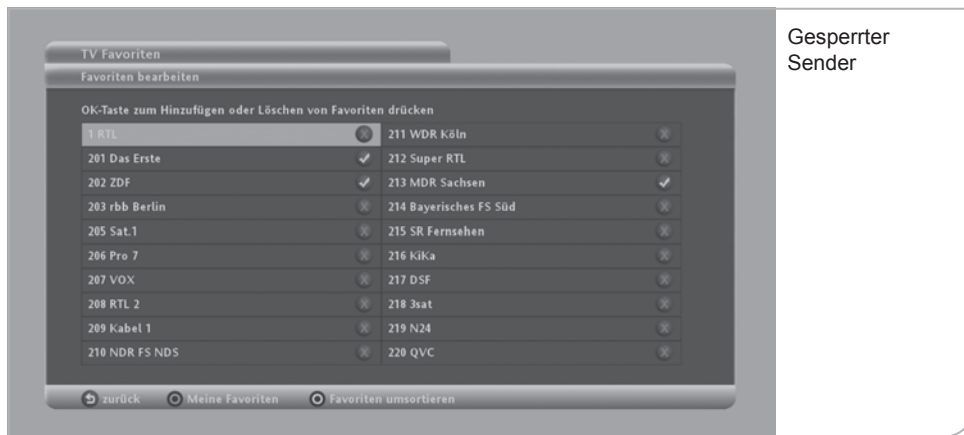 TV Favoriten
Favoriten bearbeiten
OK-Taste zum Hinzufügen oder Löschen von Favoriten drücken
1 RTL
201 Das Erste
202 ZDF
203 rbb Berlin
205 Sat.1
206 Pro 7
207 VOX
208 RTL 2
209 Kabel 1
210 NDR FS NDS
211 WDR Köln
212 Super RTL
213 MDR Sachsen
214 Bayerisches FS Süd
215 SR Fernsehen
216 KiKa
217 DSF
218 3sat
219 N24
220 QVC
zurück Meine Favoriten Favoriten umsortieren
Gesperrter
Sender